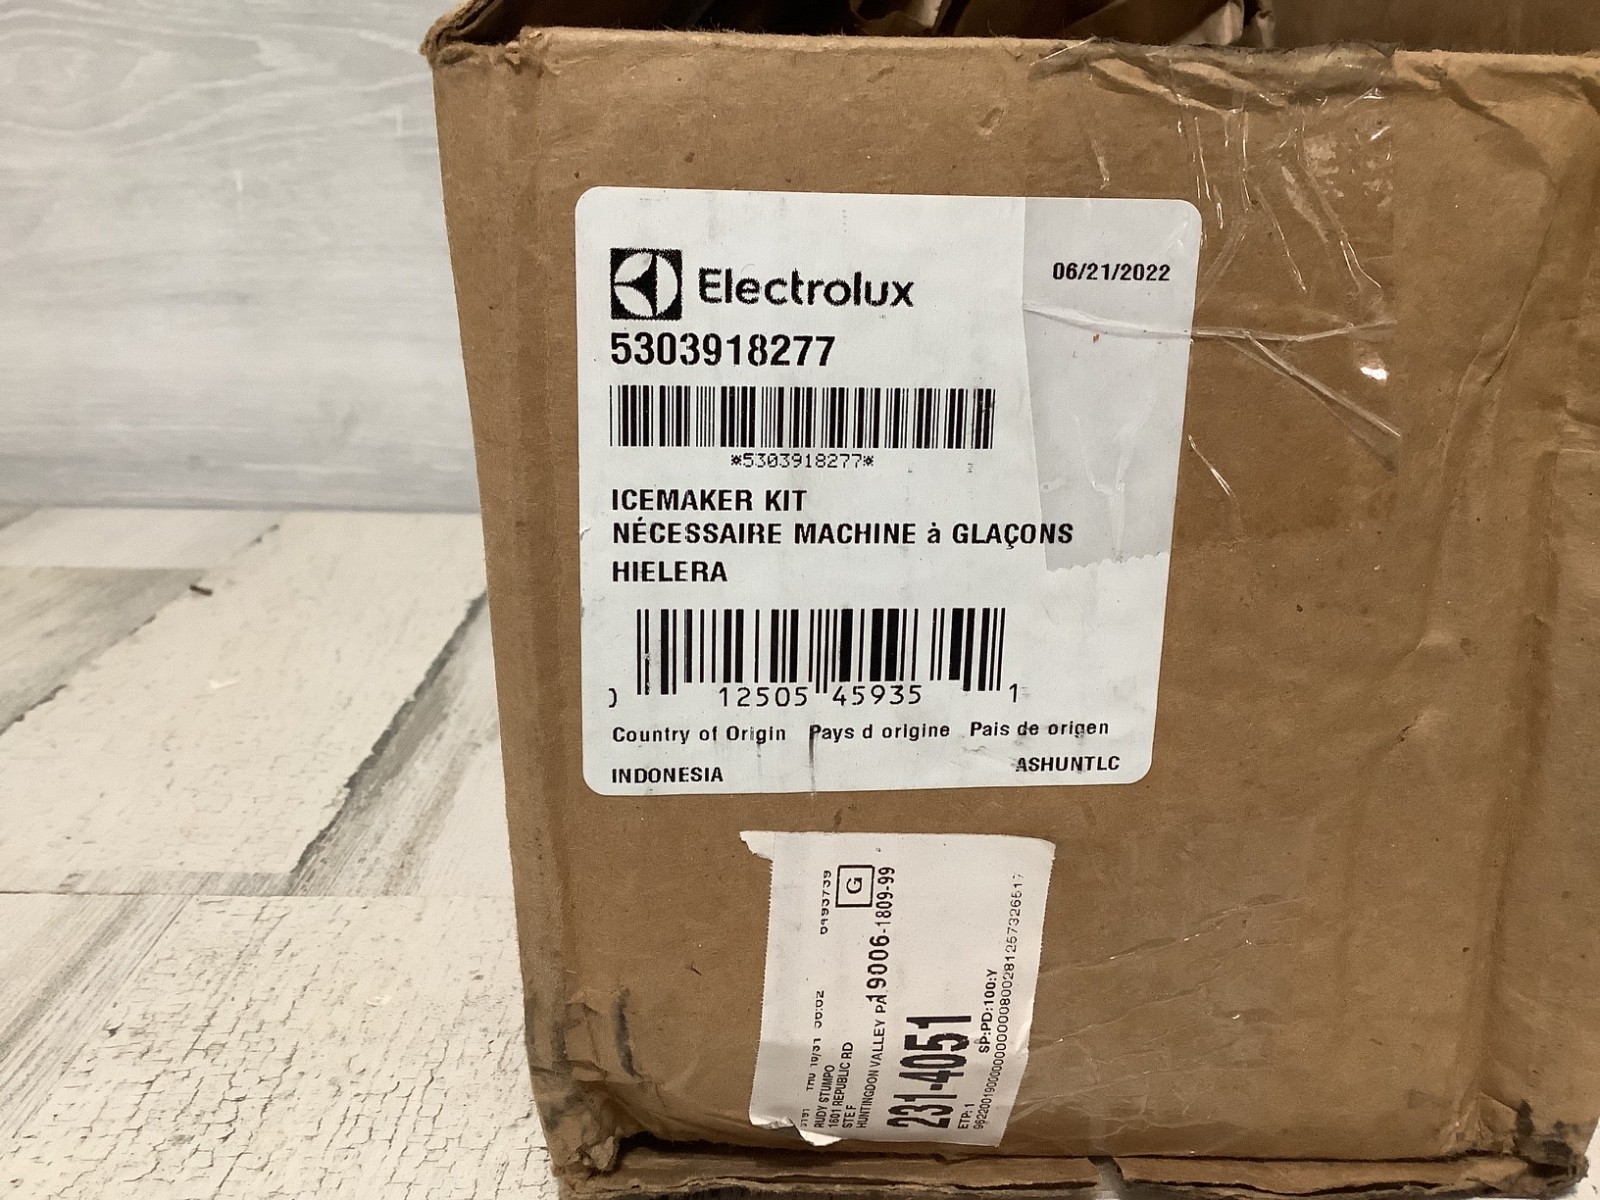 Electrolux
06/21/2022
5303918277
*5303918277*
ICEMAKER KIT
NÉCESSAIRE MACHINE à GLAÇONS
HIELERA
12505 45935 1
Country of Origin Pays d origine Pais de origen
INDONESIA ASHUNTLC
G
RUDY STUMPO
1601 REPUBLIC RD
STE F
HUNTINGDON VALLEY PA 19006-1809-99
231-4051
SP:PD:100:Y
ETP:1